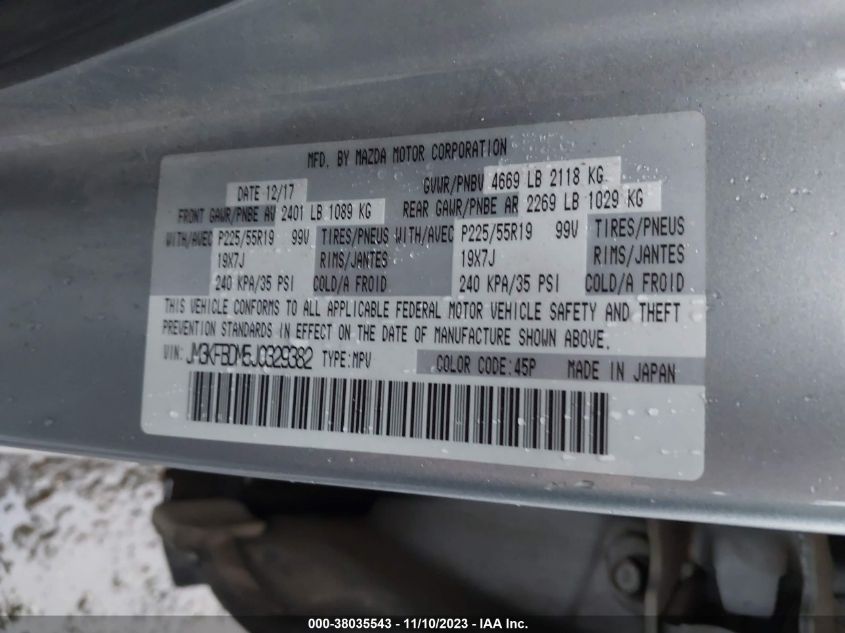 MFD. BY MAZDA MOTOR CORPORATION
DATE 12/17 GVWR/PNBV 4669 LB 2118 KG
FRONT GAWR/PNBE AV 2401 LB 1089 KG REAR GAWR/PNBE AR 2269 LB 1029 KG
WITH/AVEC P225/55R19 99V TIRES/PNEUS WITH/AVEC P225/55R19 99V TIRES/PNEUS
19X7J RIMS/JANTES 19X7J RIMS/JANTES
240 KPA/35 PSI COLD/A FROID 240 KPA/35 PSI COLD/A FROID
THIS VEHICLE CONFORMS TO ALL APPLICABLE FEDERAL MOTOR VEHICLE SAFETY AND THEFT
PREVENTION STANDARDS IN EFFECT ON THE DATE OF MANUFACTURE SHOWN ABOVE.
VIN: JM3KFBDM5J0329382 TYPE:MPV COLOR CODE:45P MADE IN JAPAN
000-38035543 - 11/10/2023 - IAA Inc.